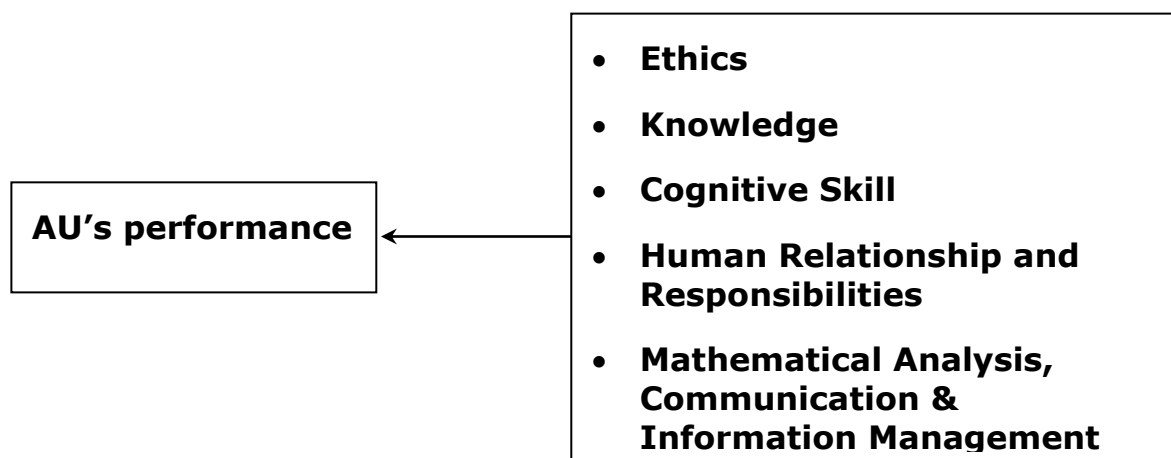 AU’s performance
• Ethics
• Knowledge
• Cognitive Skill
• Human Relationship and
Responsibilities
• Mathematical Analysis,
Communication &
Information Management